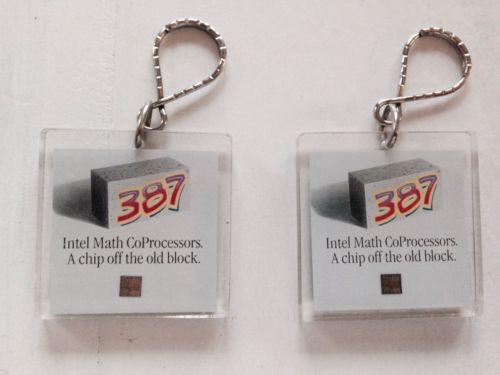 387
Intel Math CoProcessors.
A chip off the old block.
387
Intel Math CoProcessors.
A chip off the old block.